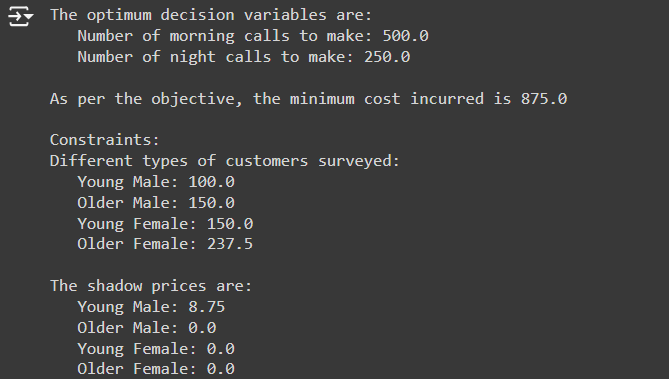 The optimum decision variables are:
Number of morning calls to make: 500.0
Number of night calls to make: 250.0
As per the objective, the minimum cost incurred is 875.0
Constraints:
Different types of customers surveyed:
Young Male: 100.0
Older Male: 150.0
Young Female: 150.0
Older Female: 237.5
The shadow prices are:
Young Male: 8.75
Older Male: 0.0
Young Female: 0.0
Older Female: 0.0